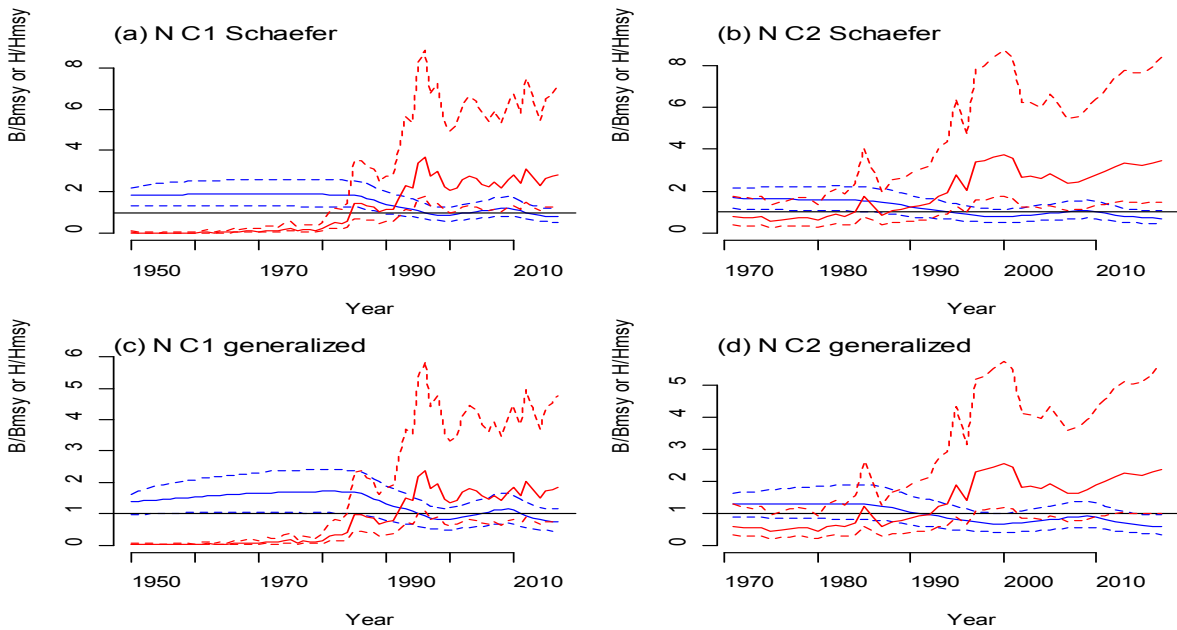 (a) N C1 Schaefer
B/Bmsy or H/Hmsy
8
6
4
2
0
1950 1970 1990 2010
Year
(b) N C2 Schaefer
B/Bmsy or H/Hmsy
8
6
4
2
0
1970 1980 1990 2000 2010
Year
(c) N C1 generalized
B/Bmsy or H/Hmsy
6
5
4
3
2
1
0
1950 1970 1990 2010
Year
(d) N C2 generalized
B/Bmsy or H/Hmsy
5
4
3
2
1
0
1970 1980 1990 2000 2010
Year